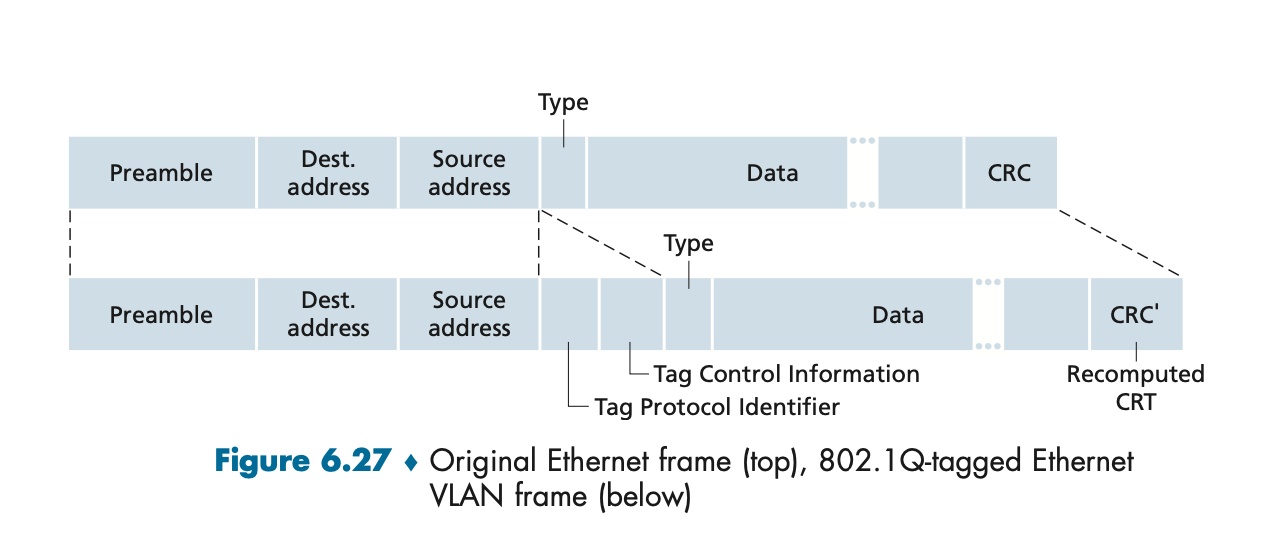 Type
Preamble
Dest.
address
Source
address
Data
CRC
Type
Preamble
Dest.
address
Source
address
Data
CRC'
Tag Control Information
Tag Protocol Identifier
Recomputed
CRT
Figure 6.27 ♦ Original Ethernet frame (top), 802.1Q-tagged Ethernet
VLAN frame (below)